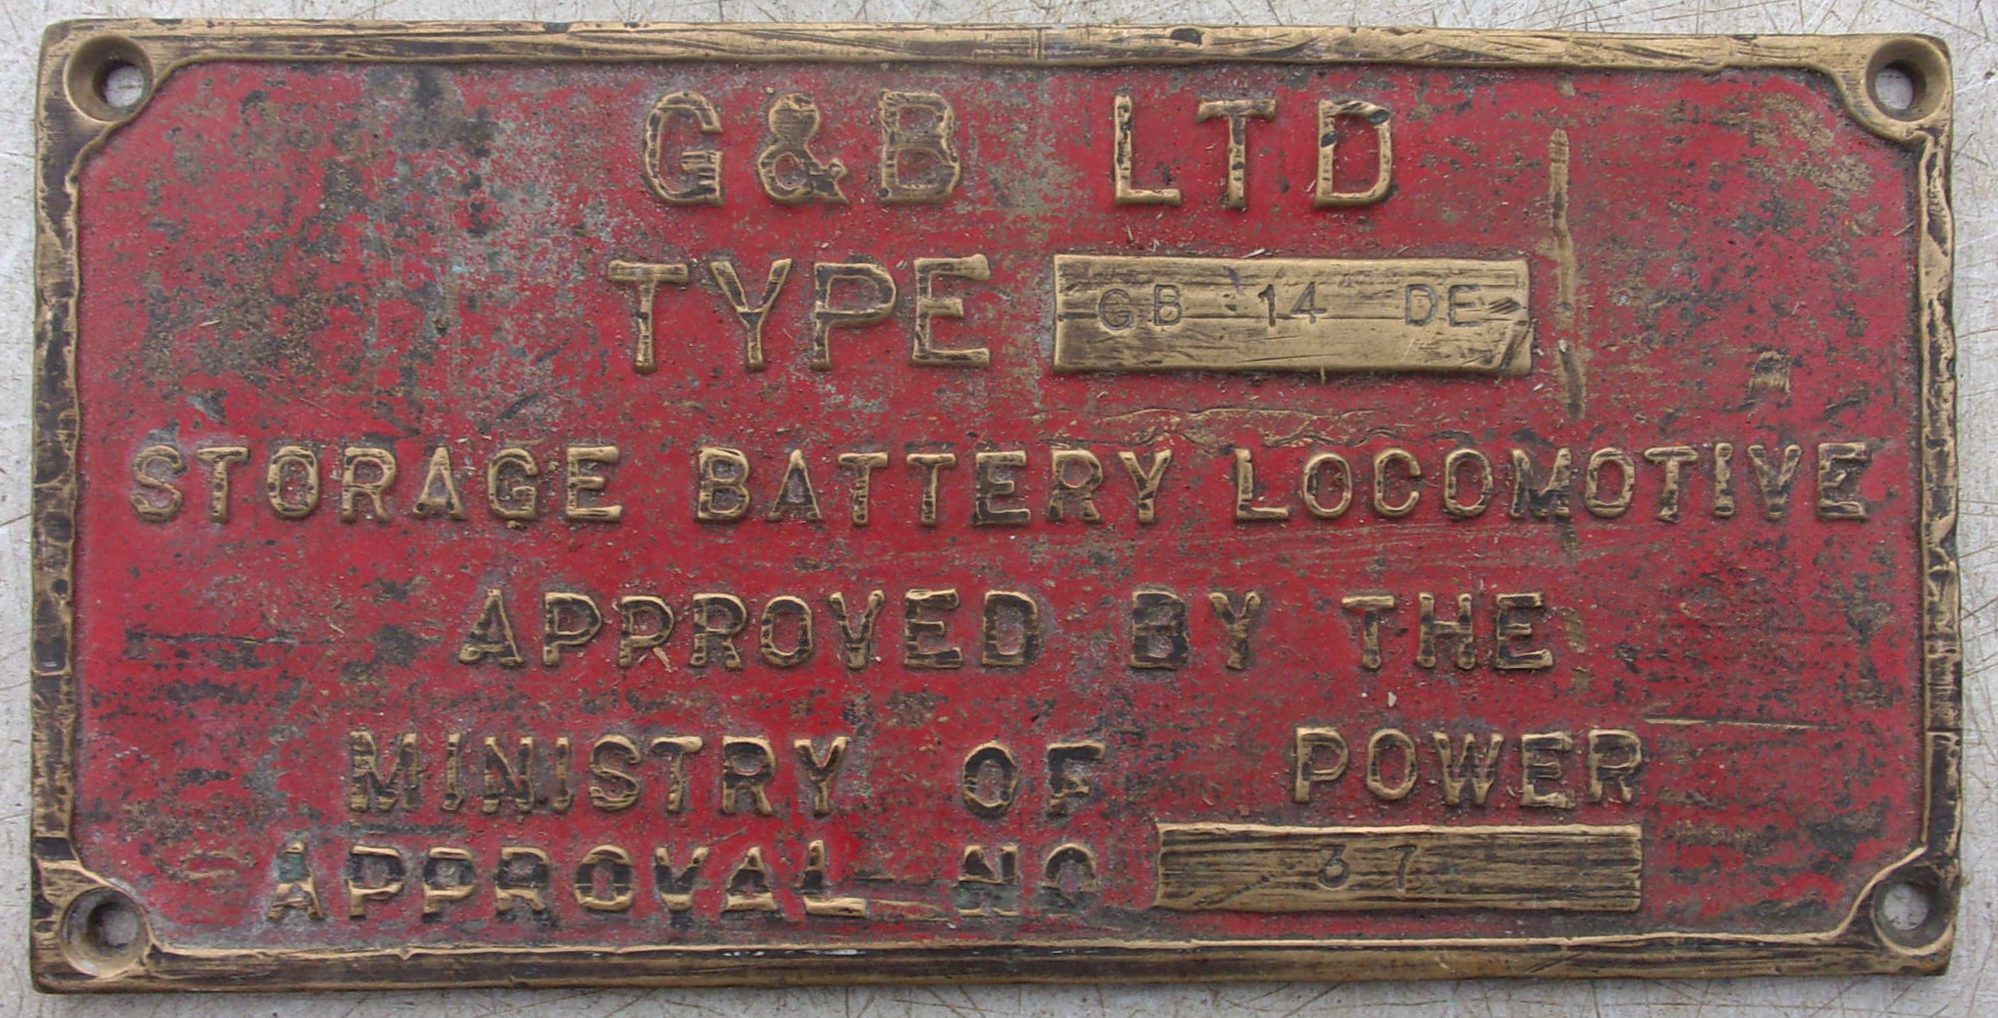 G&B LTD
TYPE GB 14 DE
STORAGE BATTERY LOCOMOTIVE
APPROVED BY THE
MINISTRY OF POWER
APPROVAL NO 37